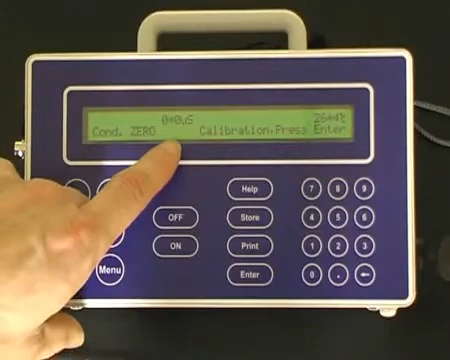 0*0uS 26*4%
Cond. ZERO Calibration.Press Enter
Help 7 8 9
OFF Store 4 5 6
ON Print 1 2 3
Menu Enter 0 . ←